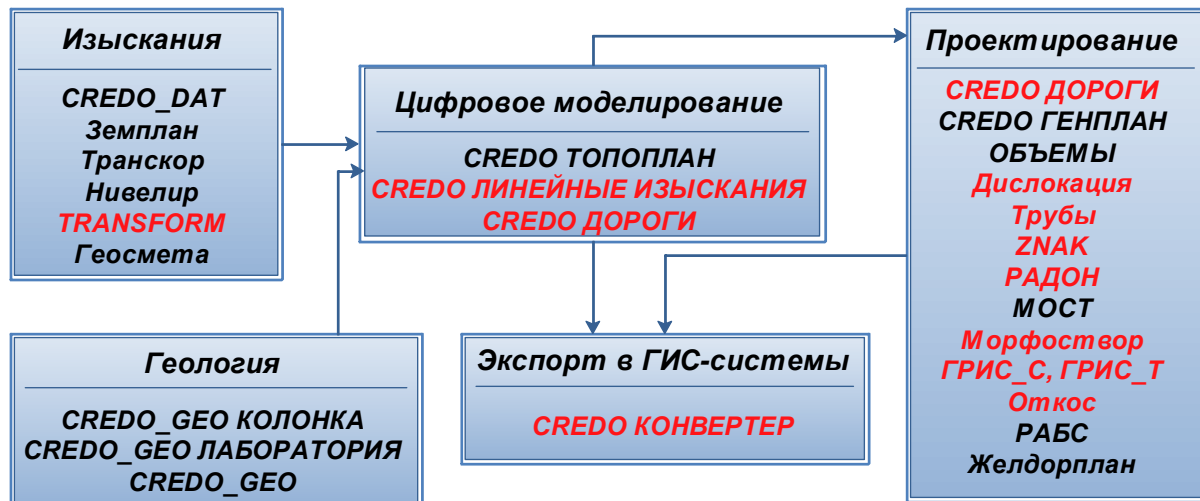 Изыскания
CREDO_DAT
Земплан
Транскор
Нивелир
TRANSFORM
Геосмета
Геология
CREDO_GEO КОЛОНКА
CREDO_GEO ЛАБОРАТОРИЯ
CREDO_GEO
Цифровое моделирование
CREDO ТОПОПЛАН
CREDO ЛИНЕЙНЫЕ ИЗЫСКАНИЯ
CREDO ДОРОГИ
Экспорт в ГИС-системы
CREDO КОНВЕРТЕР
Проектирование
CREDO ДОРОГИ
CREDO ГЕНПЛАН
ОБЪЕМЫ
Дислокация
Трубы
ZNAK
РАДОН
МОСТ
Морфоствор
ГРИС_С, ГРИС_Т
Откос
РАБС
Желдорплан